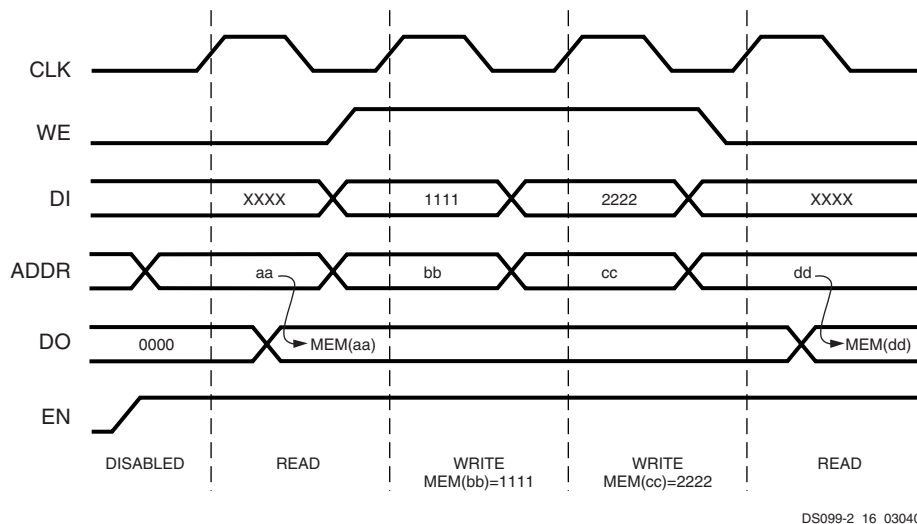 CLK
WE
DI XXXX 1111 2222 XXXX
ADDR aa bb cc dd
DO 0000 MEM(aa) MEM(dd)
EN
DISABLED READ WRITE WRITE READ
MEM(bb)=1111 MEM(cc)=2222